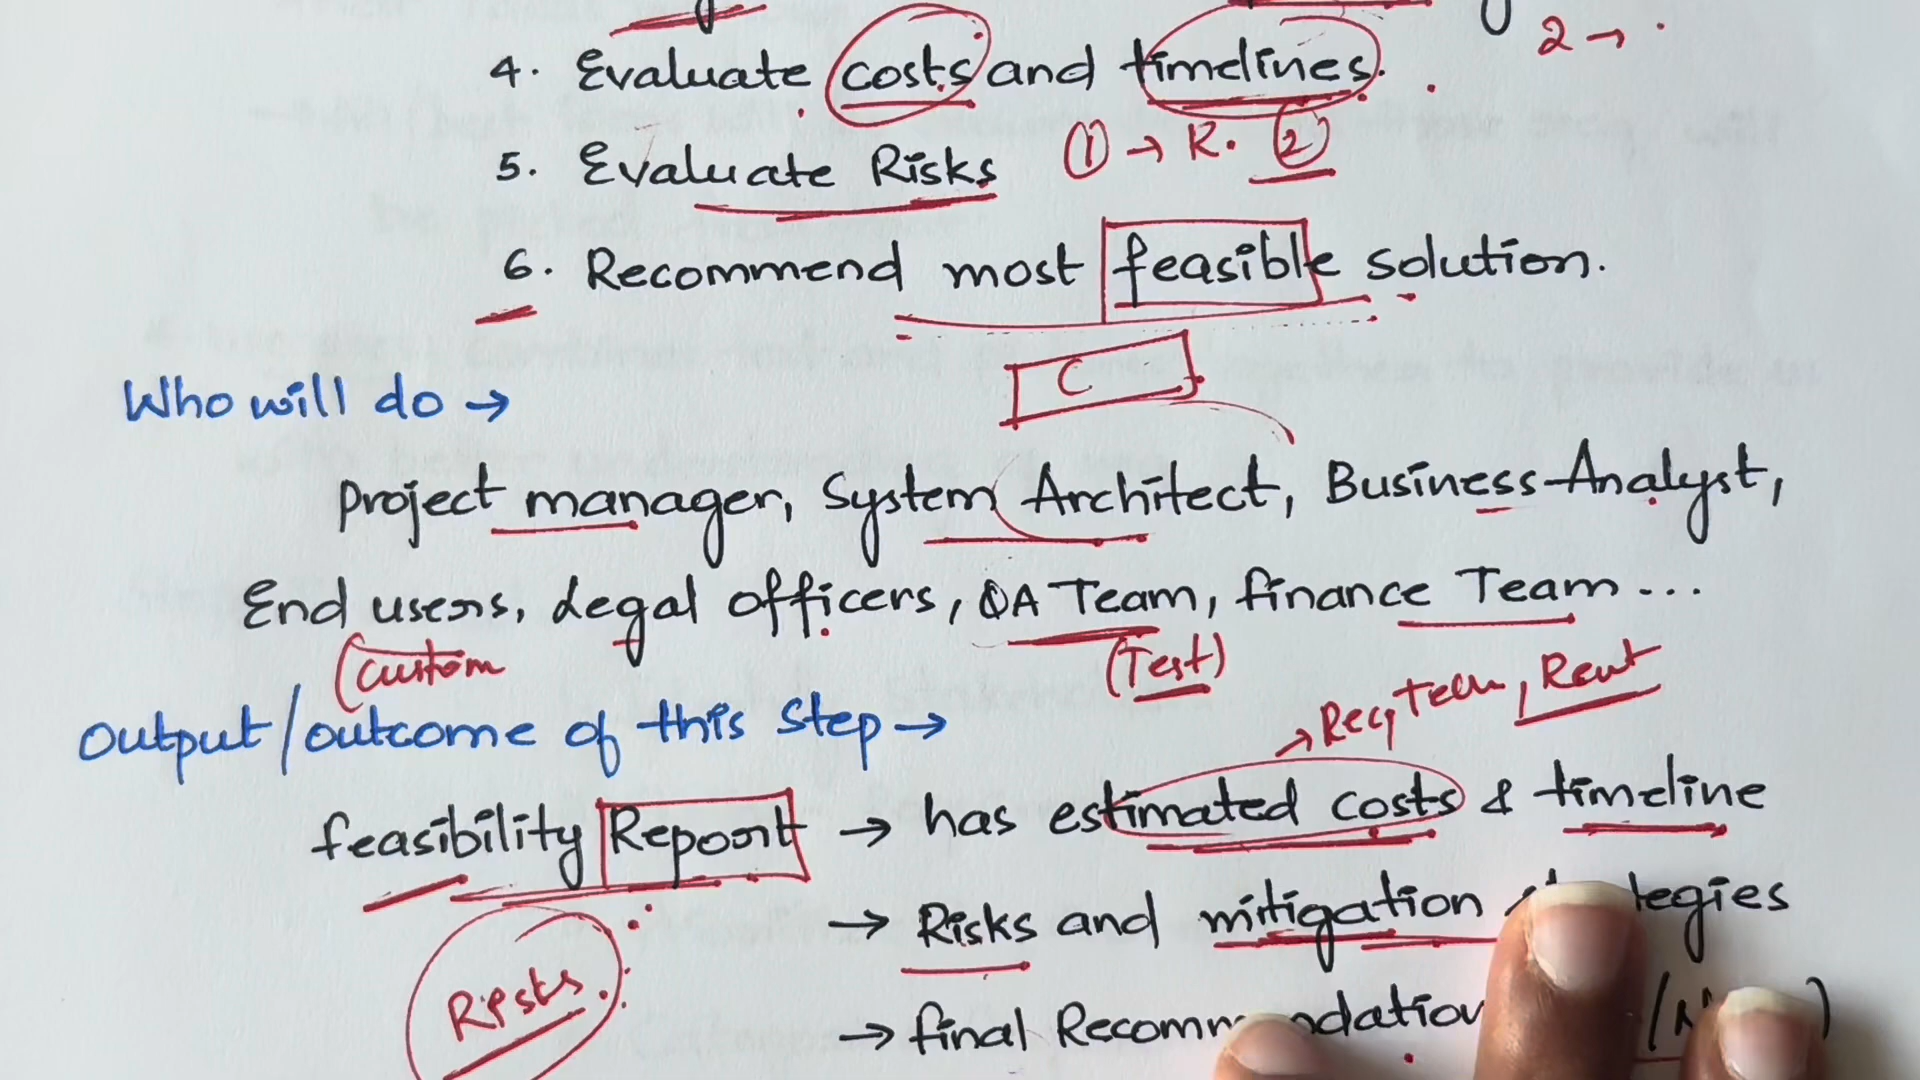 2 →
4. Evaluate costs and timelines.
① → R. ②
5. Evaluate Risks
6. Recommend most feasible solution.
C
Who will do →
Project manager, System Architect, Business Analyst,
End users, Legal officers, QA Team, finance Team ...
(custom
(Test)
→ Req Team, Rent
Output/outcome of this Step →
feasibility Report → has estimated costs & timeline
→ Risks and mitigation
Risks
→ final